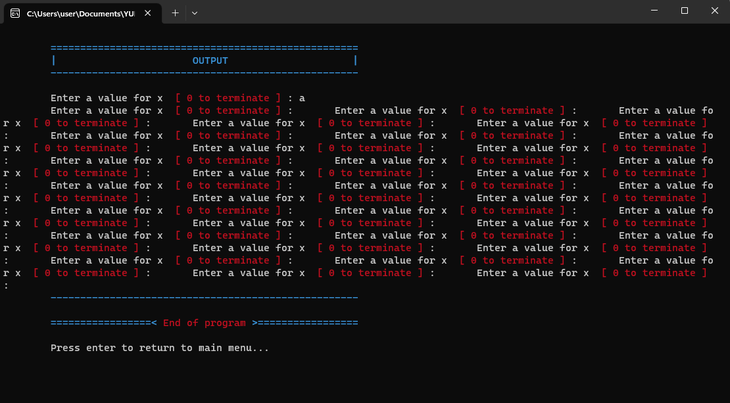 C:\Users\user\Documents\YUI
====================================================
| OUTPUT |
----------------------------------------------------
Enter a value for x [ 0 to terminate ] : a
Enter a value for x [ 0 to terminate ] : Enter a value for x [ 0 to terminate ] : Enter a value fo
r x [ 0 to terminate ] : Enter a value for x [ 0 to terminate ] : Enter a value for x [ 0 to terminate ]
: Enter a value for x [ 0 to terminate ] : Enter a value for x [ 0 to terminate ] : Enter a value fo
r x [ 0 to terminate ] : Enter a value for x [ 0 to terminate ] : Enter a value for x [ 0 to terminate ]
: Enter a value for x [ 0 to terminate ] : Enter a value for x [ 0 to terminate ] : Enter a value fo
r x [ 0 to terminate ] : Enter a value for x [ 0 to terminate ] : Enter a value for x [ 0 to terminate ]
: Enter a value for x [ 0 to terminate ] : Enter a value for x [ 0 to terminate ] : Enter a value fo
r x [ 0 to terminate ] : Enter a value for x [ 0 to terminate ] : Enter a value for x [ 0 to terminate ]
: Enter a value for x [ 0 to terminate ] : Enter a value for x [ 0 to terminate ] : Enter a value fo
r x [ 0 to terminate ] : Enter a value for x [ 0 to terminate ] : Enter a value for x [ 0 to terminate ]
: Enter a value for x [ 0 to terminate ] : Enter a value for x [ 0 to terminate ] : Enter a value fo
r x [ 0 to terminate ] : Enter a value for x [ 0 to terminate ] : Enter a value for x [ 0 to terminate ]
: Enter a value for x [ 0 to terminate ] : Enter a value for x [ 0 to terminate ] : Enter a value fo
r x [ 0 to terminate ] : Enter a value for x [ 0 to terminate ] : Enter a value for x [ 0 to terminate ]
:
----------------------------------------------------
=================< End of program >=================
Press enter to return to main menu...